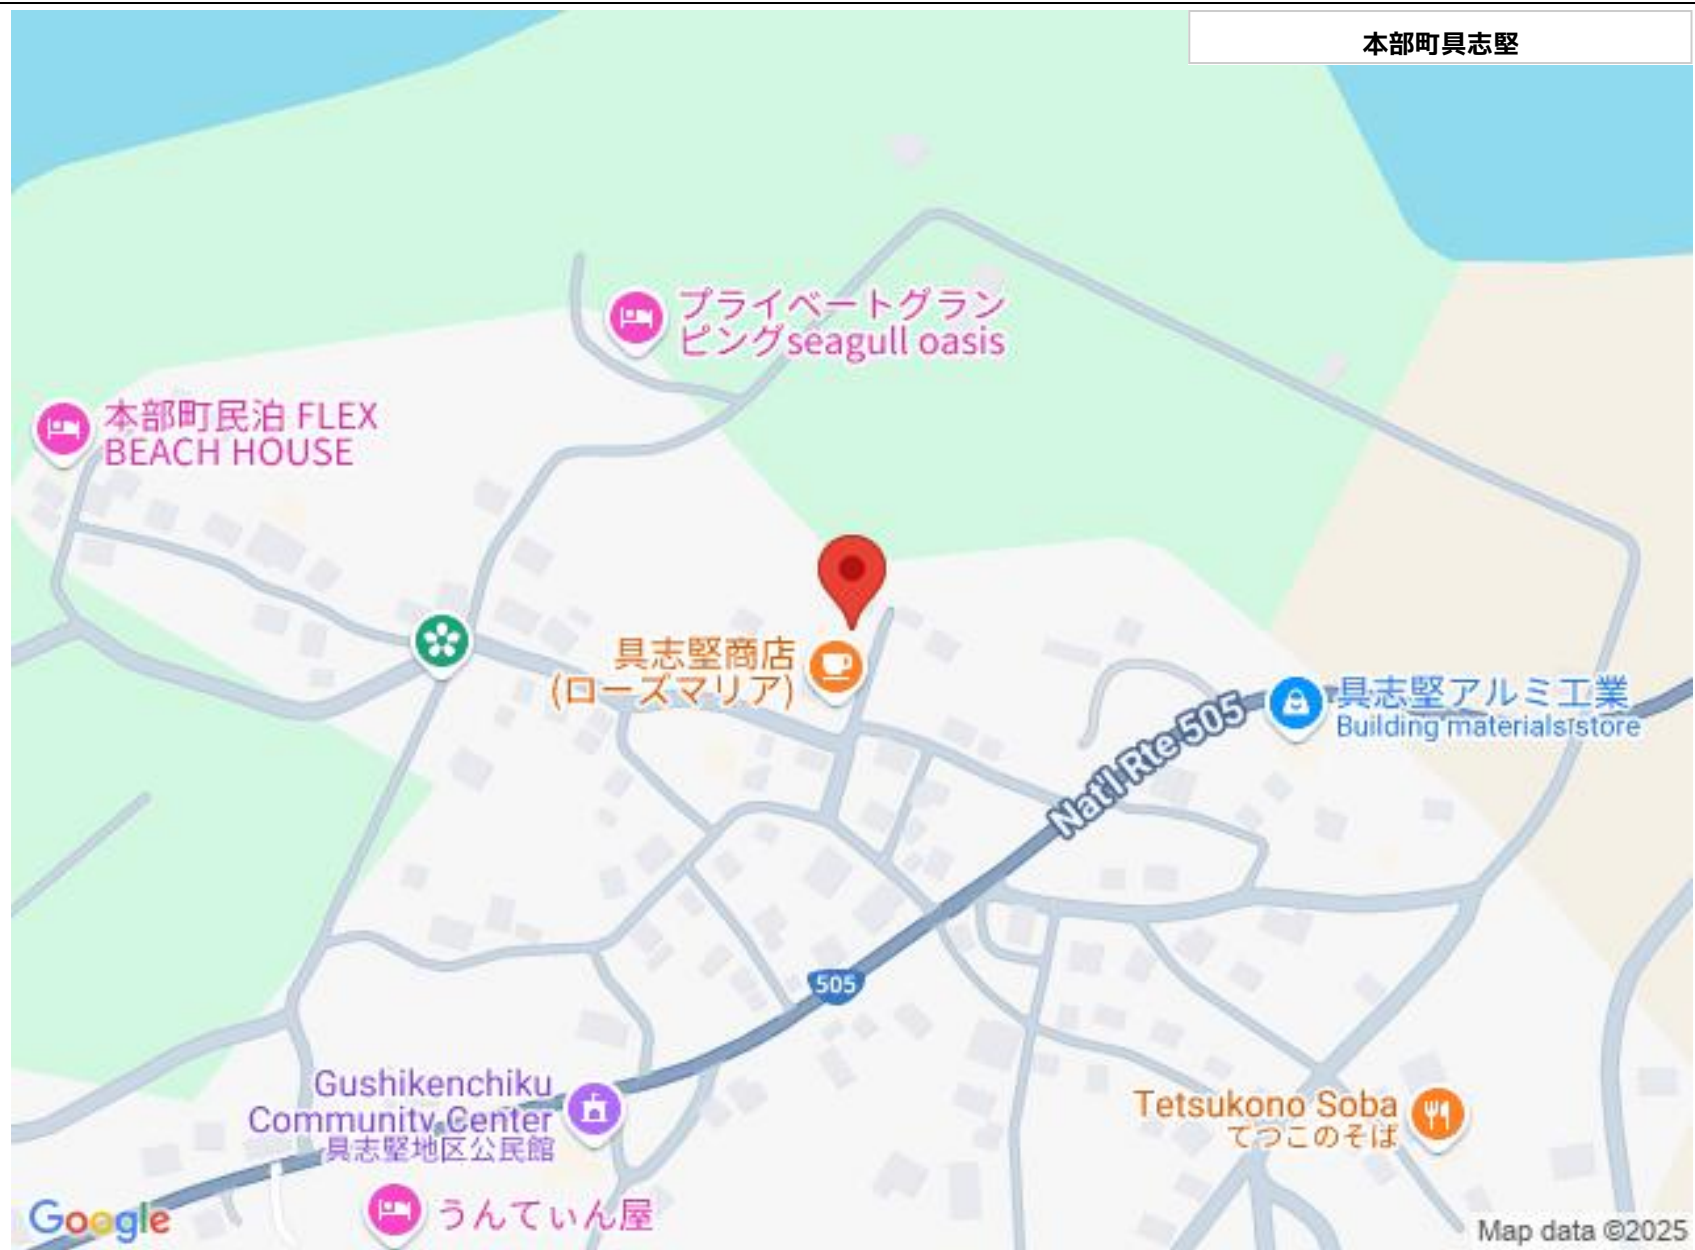 本部町具志堅
プライベートグラン
ピングseagull oasis
本部町民泊 FLEX
BEACH HOUSE
具志堅商店
(ローズマリア)
Nat'l Rte 505
具志堅アルミ工業
Building materials store
505
Gushikenchiku
Community Center
具志堅地区公民館
Tetsukono Soba
てつこのそば
うんてぃん屋
Google
Map data ©2025